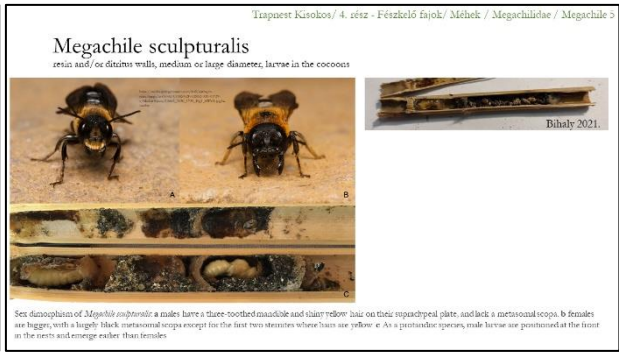 Trapnest Kisokos/ 4. rész - Fészkelő fajok/ Méhek / Megachilidae / Megachile 5
Megachile sculpturalis
resin and/or ditritus walls, medium or large diameter, larvae in the cocoons
Bihaly 2021.
A
B
C
Sex dimorphism of Megachile sculpturalis: a males have a three-toothed mandible and shiny yellow hair on their supraclypeal plate, and lack a metasomal scopa. b females
are bigger, with a largely black metasomal scopa except for the first two sternites where hairs are yellow c As a protandric species, male larvae are positioned at the front
in the nests and emerge earlier than females